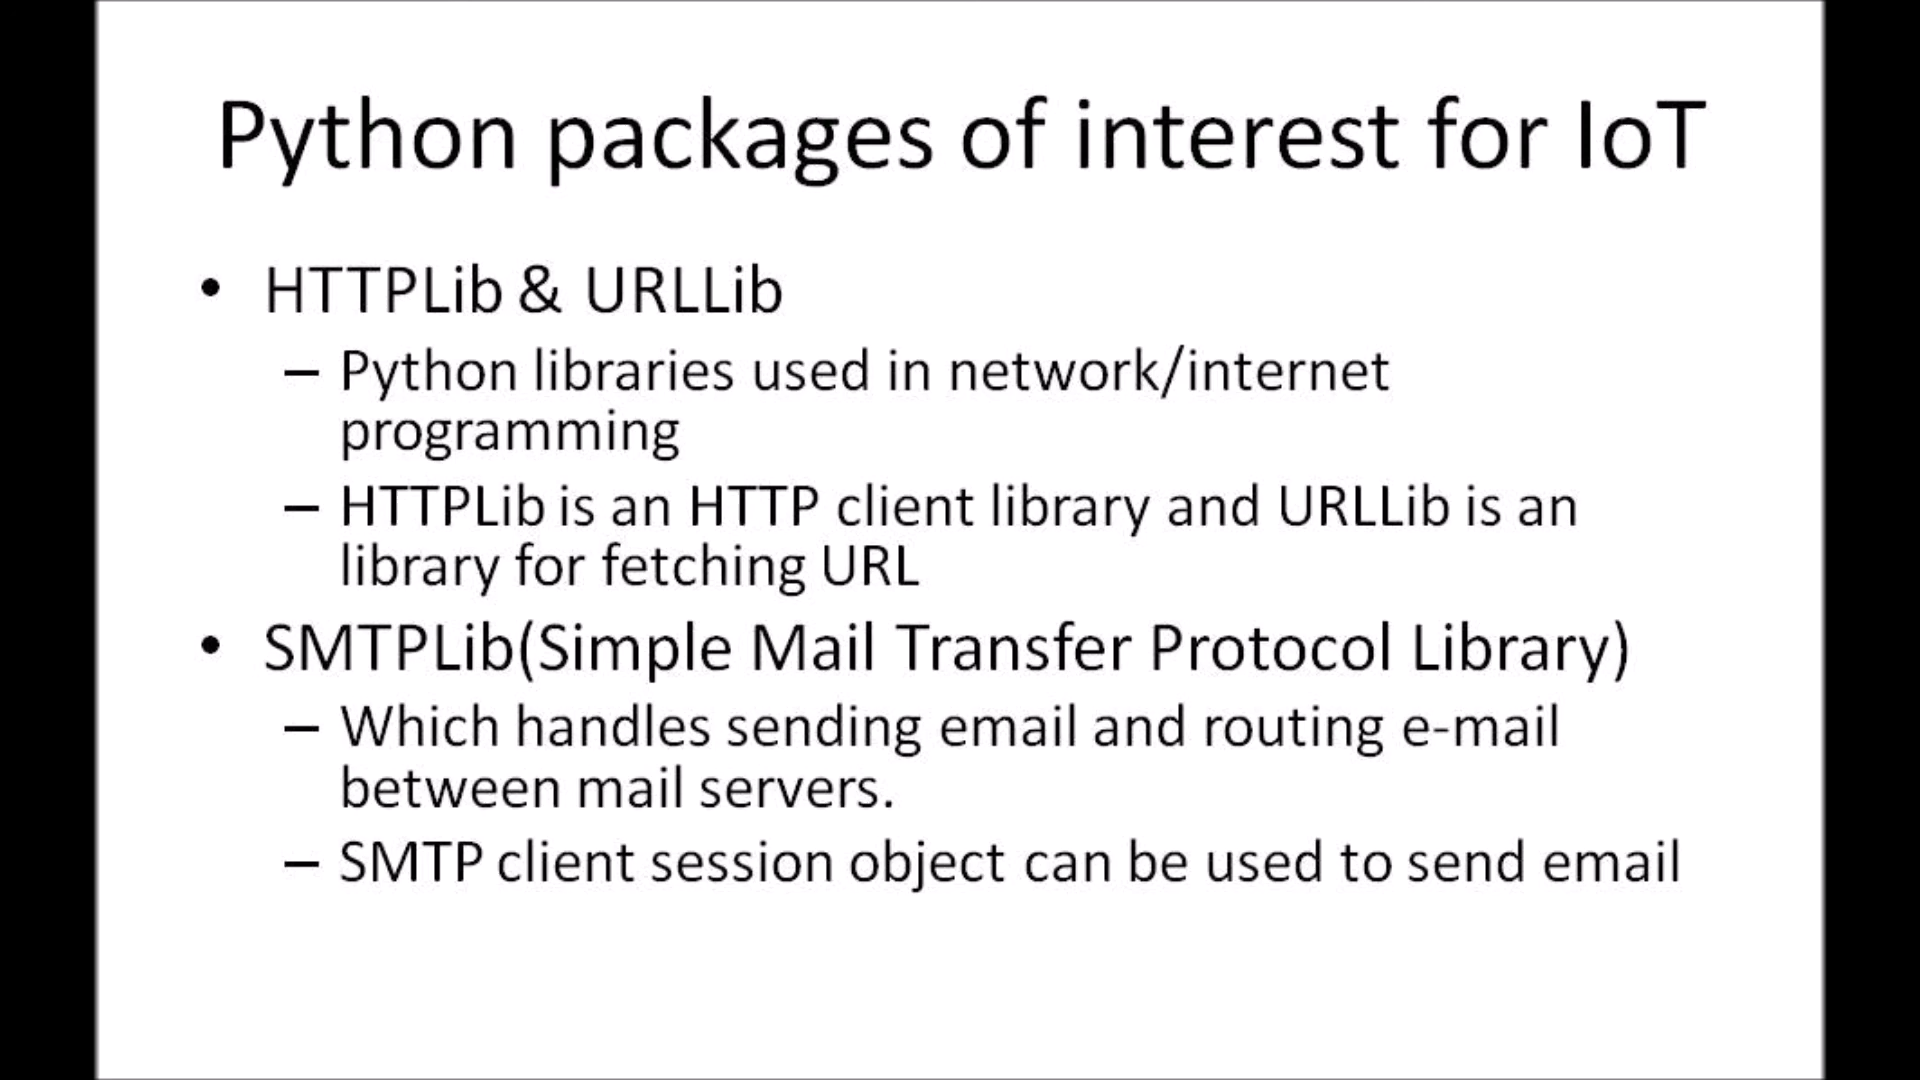 Python packages of interest for IoT
• HTTPLib & URLLib
– Python libraries used in network/internet
programming
– HTTPLib is an HTTP client library and URLLib is an
library for fetching URL
• SMTPLib(Simple Mail Transfer Protocol Library)
– Which handles sending email and routing e-mail
between mail servers.
– SMTP client session object can be used to send email